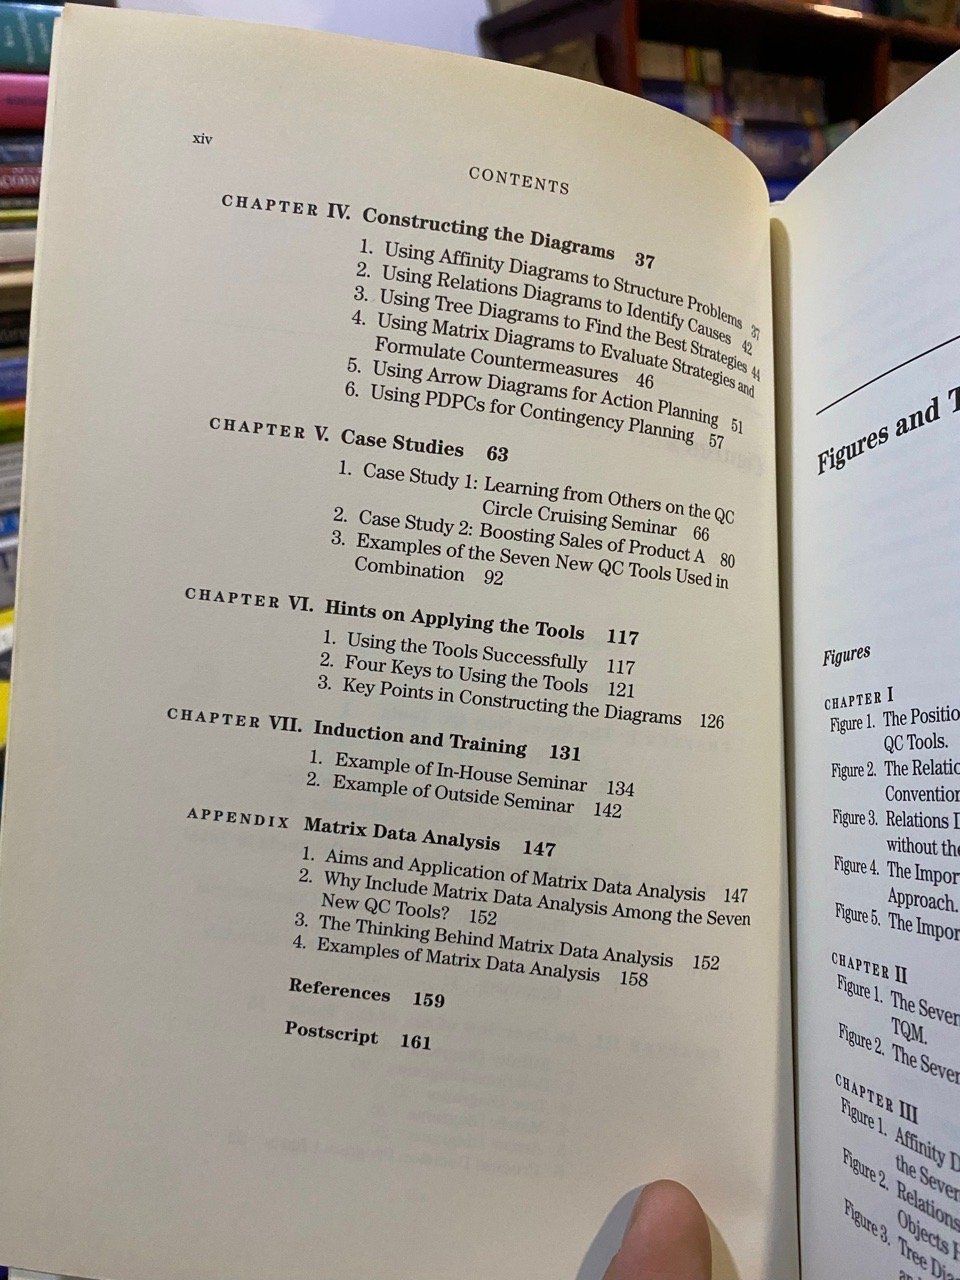 xiv
CONTENTS
CHAPTER IV. Constructing the Diagrams 37
1. Using Affinity Diagrams to Structure Problems 37
2. Using Relations Diagrams to Identify Causes 42
3. Using Tree Diagrams to Find the Best Strategies 44
4. Using Matrix Diagrams to Evaluate Strategies and
Formulate Countermeasures 46
5. Using Arrow Diagrams for Action Planning 51
6. Using PDPCs for Contingency Planning 57
CHAPTER V. Case Studies 63
1. Case Study 1: Learning from Others on the QC
Circle Cruising Seminar 66
2. Case Study 2: Boosting Sales of Product A 80
3. Examples of the Seven New QC Tools Used in
Combination 92
CHAPTER VI. Hints on Applying the Tools 117
1. Using the Tools Successfully 117
2. Four Keys to Using the Tools 121
3. Key Points in Constructing the Diagrams 126
CHAPTER VII. Induction and Training 131
1. Example of In-House Seminar 134
2. Example of Outside Seminar 142
APPENDIX Matrix Data Analysis 147
1. Aims and Application of Matrix Data Analysis 147
2. Why Include Matrix Data Analysis Among the Seven
New QC Tools? 152
3. The Thinking Behind Matrix Data Analysis 152
4. Examples of Matrix Data Analysis 158
References 159
Postscript 161
Figures and T
Figures
CHAPTER I
Figure 1. The Positio
QC Tools.
Figure 2. The Relatio
Convention
Figure 3. Relations D
without the
Figure 4. The Impor
Approach.
Figure 5. The Impor
CHAPTER II
Figure 1. The Seven
TQM.
Figure 2. The Seven
CHAPTER III
Figure 1. Affinity D
the Seven
Figure 2. Relations
Objects
Figure 3. Tree Dia